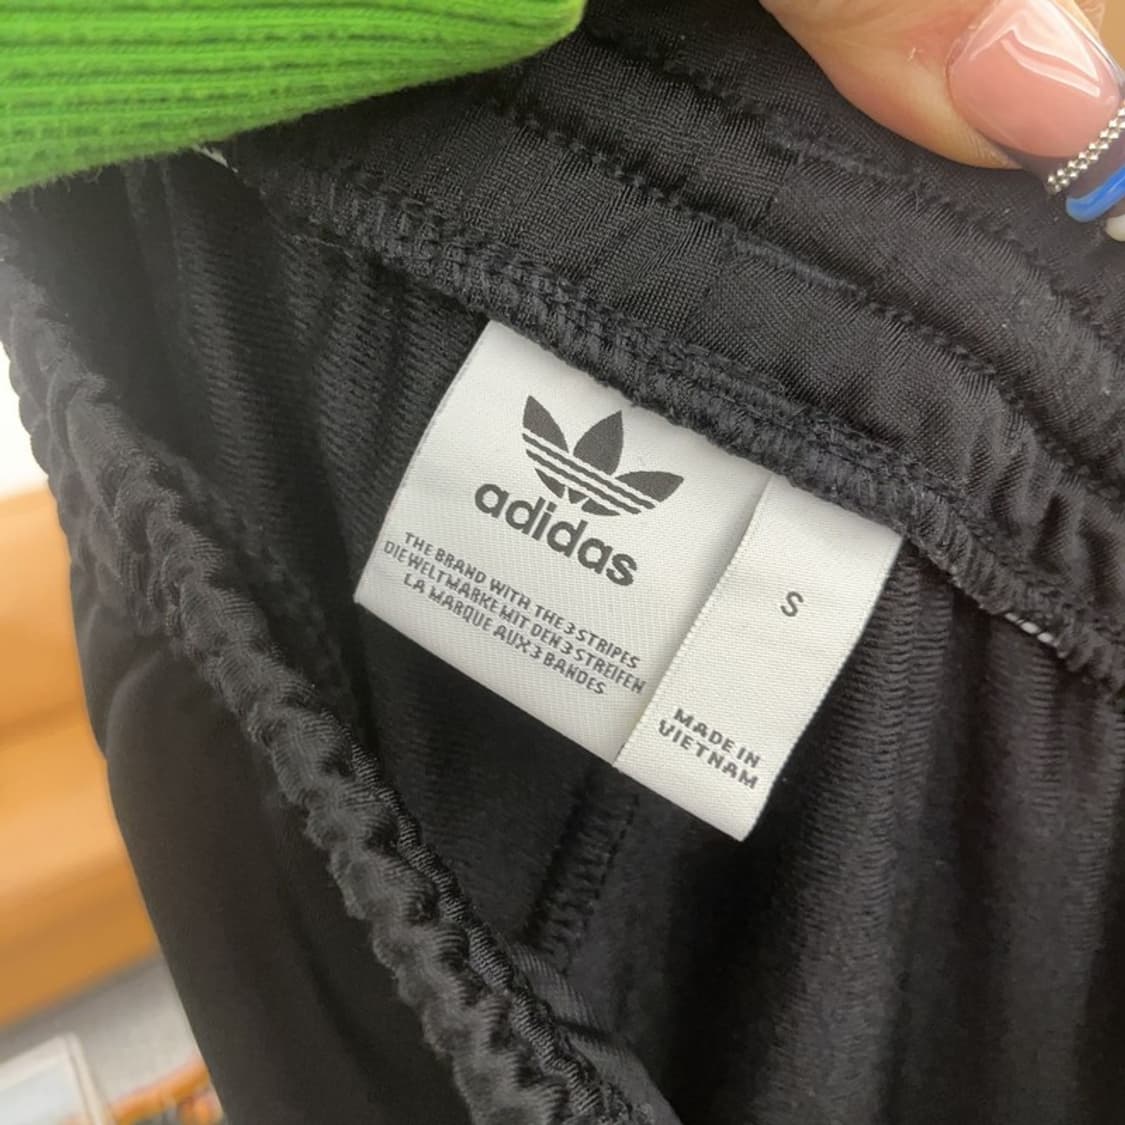 adidas
THE BRAND WITH THE 3 STRIPES
DIE WELTMARKE MIT DEN 3 STREIFEN
LA MARQUE AUX 3 BANDES
S
MADE IN
VIETNAM